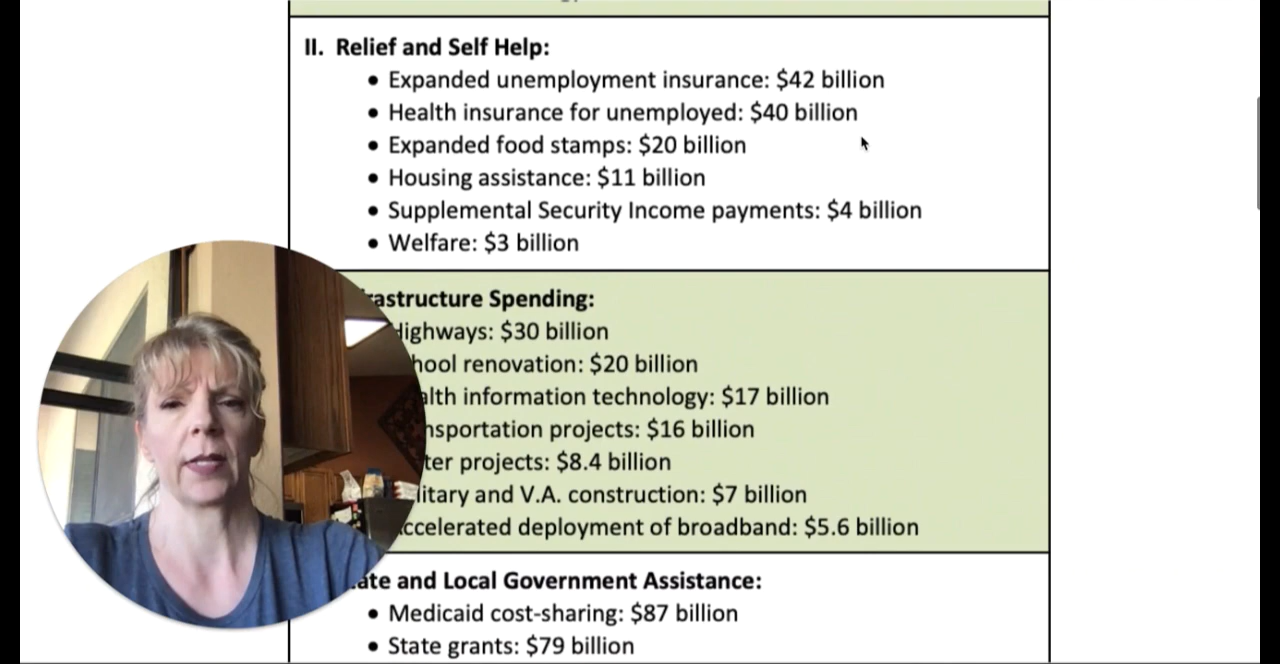 II. Relief and Self Help:
• Expanded unemployment insurance: $42 billion
• Health insurance for unemployed: $40 billion
• Expanded food stamps: $20 billion
• Housing assistance: $11 billion
• Supplemental Security Income payments: $4 billion
• Welfare: $3 billion
rastructure Spending:
Highways: $30 billion
hool renovation: $20 billion
alth information technology: $17 billion
nsportation projects: $16 billion
ter projects: $8.4 billion
litary and V.A. construction: $7 billion
ccelerated deployment of broadband: $5.6 billion
ate and Local Government Assistance:
• Medicaid cost-sharing: $87 billion
• State grants: $79 billion